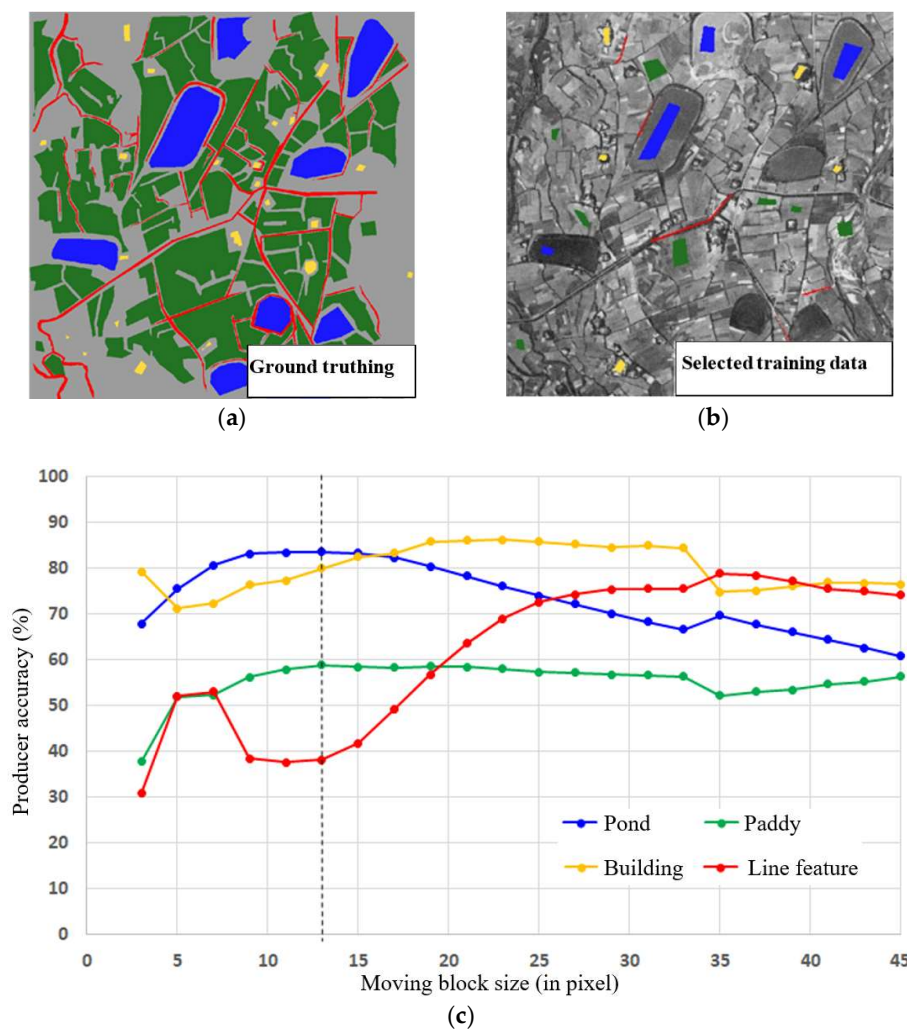 Ground truthing
Selected training data
(a)
(b)
100
90
80
70
60
50
40
30
20
10
0
Producer accuracy (%)
Pond
Paddy
Building
Line feature
0 5 10 15 20 25 30 35 40 45
Moving block size (in pixel)
(c)